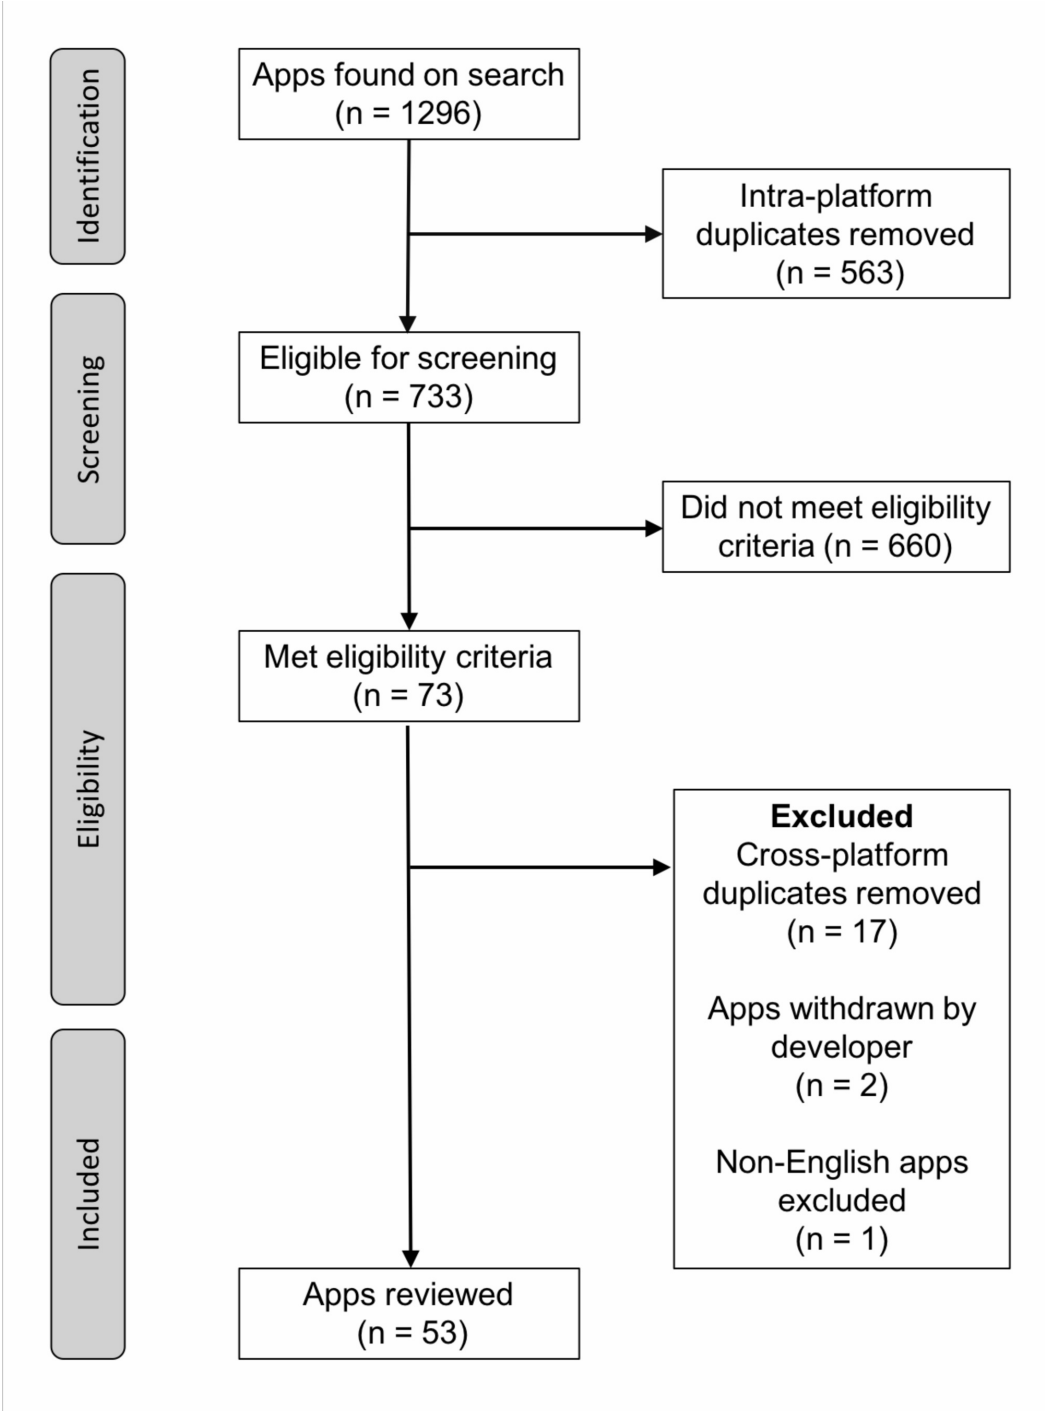 Identification
Apps found on search
(n = 1296)
Intra-platform
duplicates removed
(n = 563)
Screening
Eligible for screening
(n = 733)
Did not meet eligibility
criteria (n = 660)
Eligibility
Met eligibility criteria
(n = 73)
Excluded
Cross-platform
duplicates removed
(n = 17)
Apps withdrawn by
developer
(n = 2)
Non-English apps
excluded
(n = 1)
Included
Apps reviewed
(n = 53)